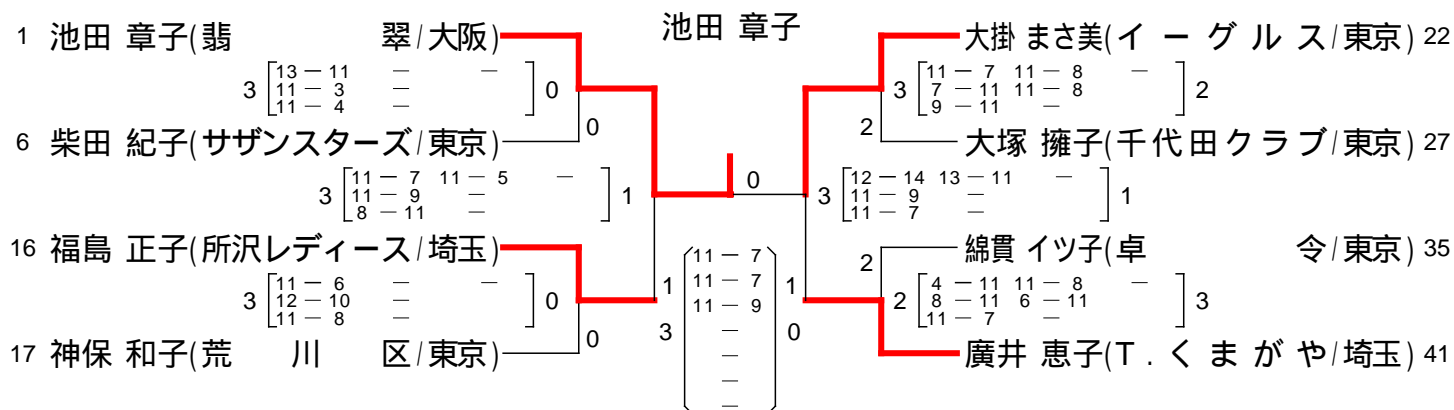 池田 章子
1 池田 章子(翡 翠/大阪)
3 [13 − 11 − − ] 0
11 − 3 −
11 − 4 −
0
6 柴田 紀子(サザンスターズ/東京)
3 [11 − 7 11 − 5 − ] 1
11 − 9 −
8 − 11 −
16 福島 正子(所沢レディース/埼玉)
3 [11 − 6 − − ] 0
12 − 10 −
11 − 8 −
0
17 神保 和子(荒 川 区/東京)
1
0
3 (11 − 7) 0
11 − 7
11 − 9
−
−
−
−
大掛 まさ美(イ ー グ ル ス/東京) 22
3 [11 − 7 11 − 8 − ] 2
7 − 11 11 − 8
9 − 11 −
2
大塚 擁子(千代田クラブ/東京) 27
3 [12 − 14 13 − 11 − ] 1
11 − 9 −
11 − 7 −
1
綿貫 イツ子(卓 令/東京) 35
2
2 [4 − 11 11 − 8 − ] 3
8 − 11 6 − 11
11 − 7 −
廣井 恵子(T.くまがや/埼玉) 41